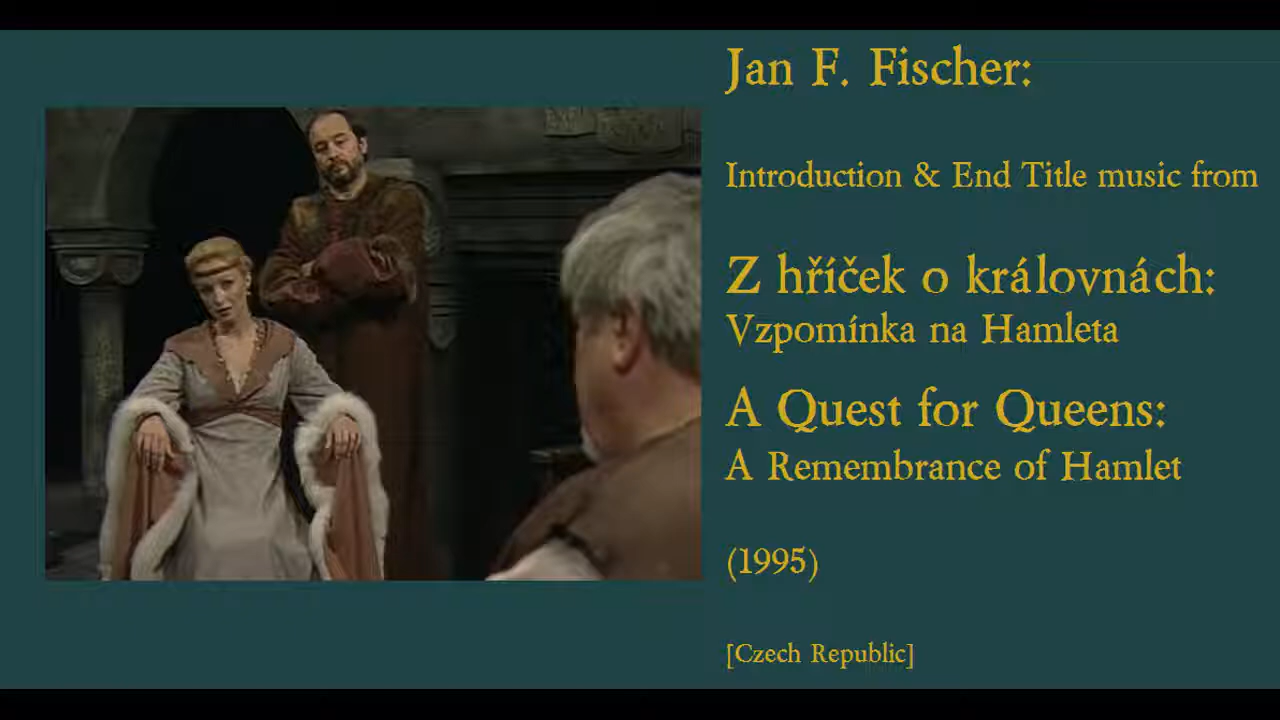 Jan F. Fischer:
Introduction & End Title music from
Z hříček o královnách:
Vzpomínka na Hamleta
A Quest for Queens:
A Remembrance of Hamlet
(1995)
[Czech Republic]